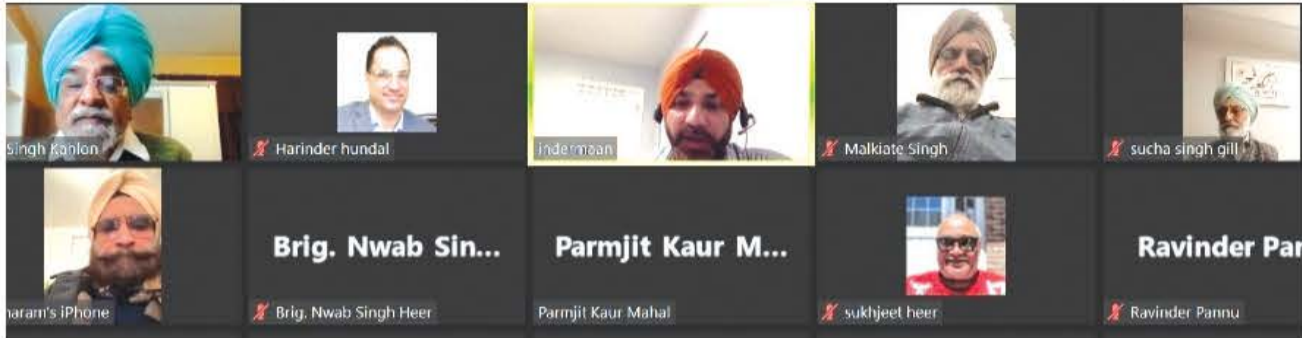 Singh Kahlon
Harinder hundal
indermaan
Malkiate Singh
sucha singh gill
haram's iPhone
Brig. Nwab Sin...
Brig. Nwab Singh Heer
Parmjit Kaur M...
Parmjit Kaur Mahal
sukhjeet heer
Ravinder Par
Ravinder Pannu